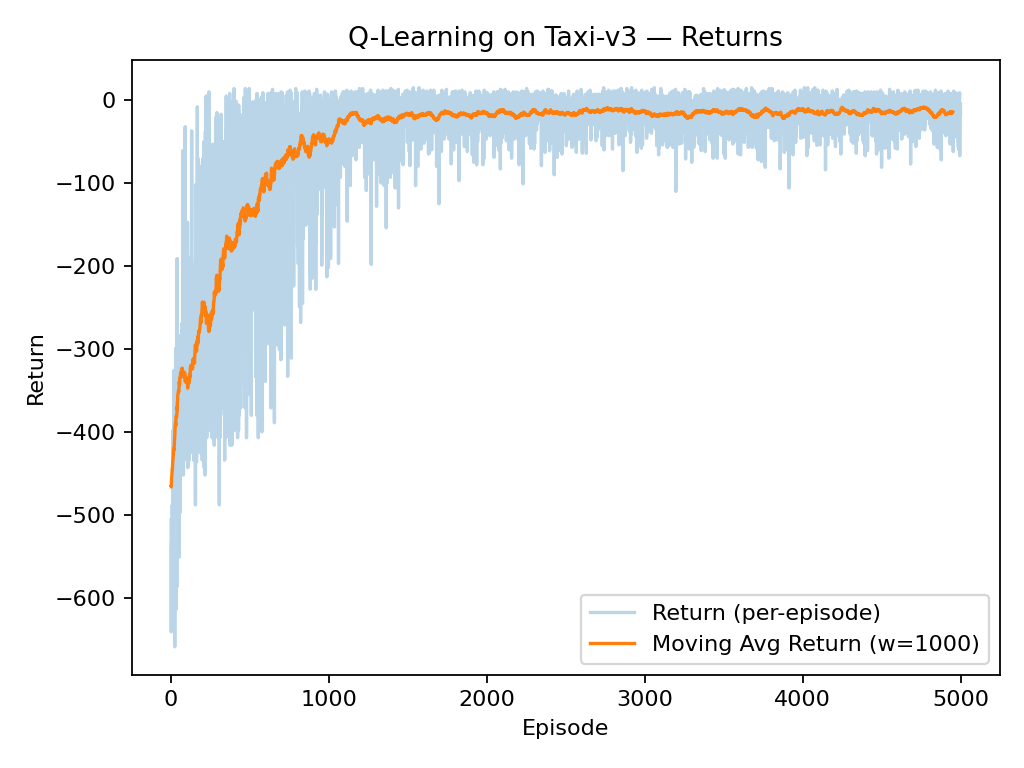 Q-Learning on Taxi-v3 — Returns
0
−100
−200
−300
−400
−500
−600
Return
0 1000 2000 3000 4000 5000
Episode
Return (per-episode)
Moving Avg Return (w=1000)